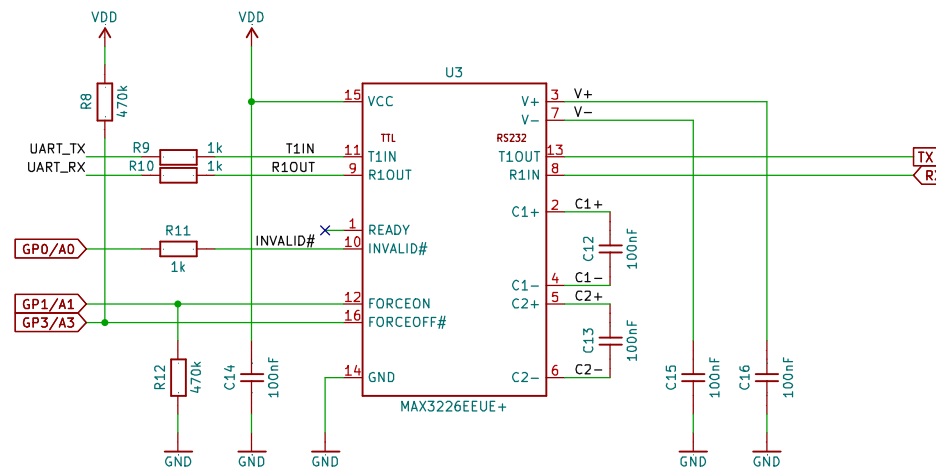 VDD
VDD
U3
R8
470k
15
VCC
V+
3
V+
V-
7
V-
UART_TX
R9
1k
T1IN
TTL
RS232
11
T1IN
T1OUT
13
TX
UART_RX
R10
1k
R1OUT
9
R1OUT
R1IN
8
C1+
2
C1+
R11
1k
1
READY
GP0/A0
INVALID#
10
INVALID#
C12
100nF
C1-
4
C1-
GP1/A1
12
FORCEON
C2+
5
C2+
GP3/A3
16
FORCEOFF#
C13
100nF
R12
470k
C14
100nF
14
GND
C2-
6
C2-
C15
100nF
C16
100nF
MAX3226EEUE+
GND
GND
GND
GND
GND